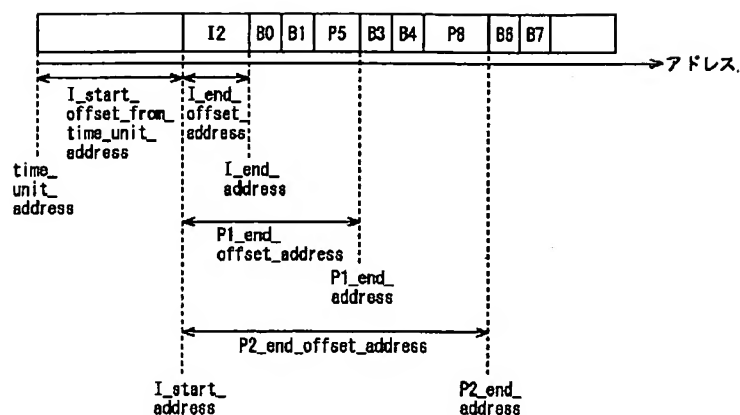 I2 B0 B1 P5 B3 B4 P8 B6 B7
アドレス
I_start_
offset_from_
time_unit_
address
I_end_
offset_
address
time_
unit_
address
I_end_
address
P1_end_
offset_address
P1_end_
address
P2_end_offset_address
I_start_
address
P2_end_
address